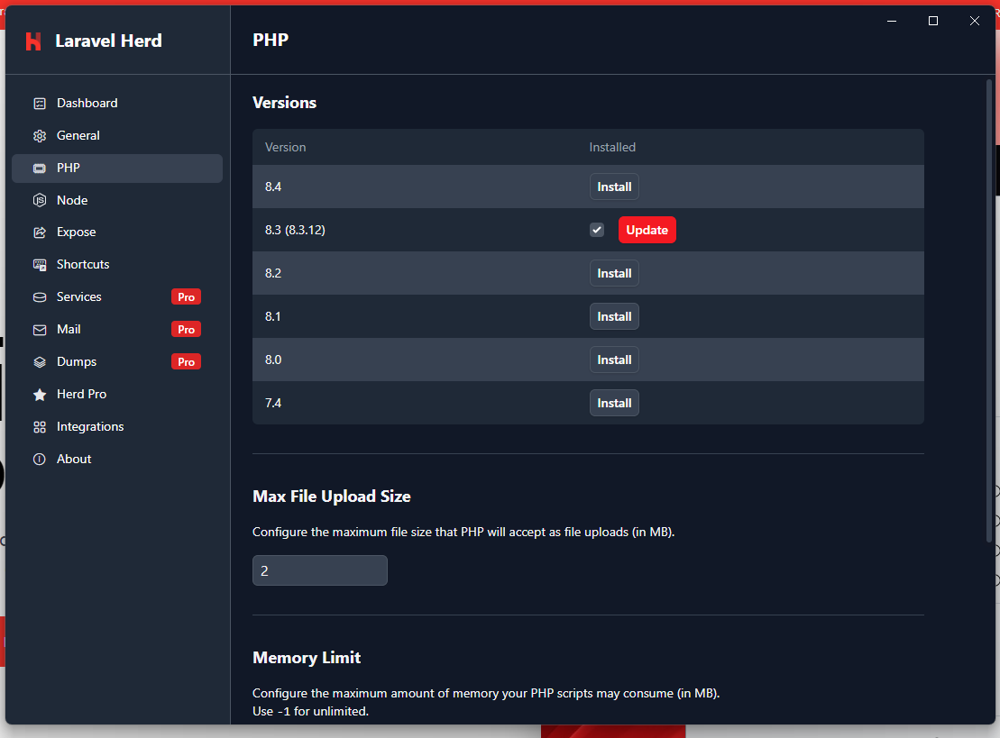 Laravel Herd
PHP
Dashboard
General
PHP
Node
Expose
Shortcuts
Services Pro
Mail Pro
Dumps Pro
Herd Pro
Integrations
About
Versions
Version Installed
8.4 Install
8.3 (8.3.12) Update
8.2 Install
8.1 Install
8.0 Install
7.4 Install
Max File Upload Size
Configure the maximum file size that PHP will accept as file uploads (in MB).
2
Memory Limit
Configure the maximum amount of memory your PHP scripts may consume (in MB).
Use -1 for unlimited.